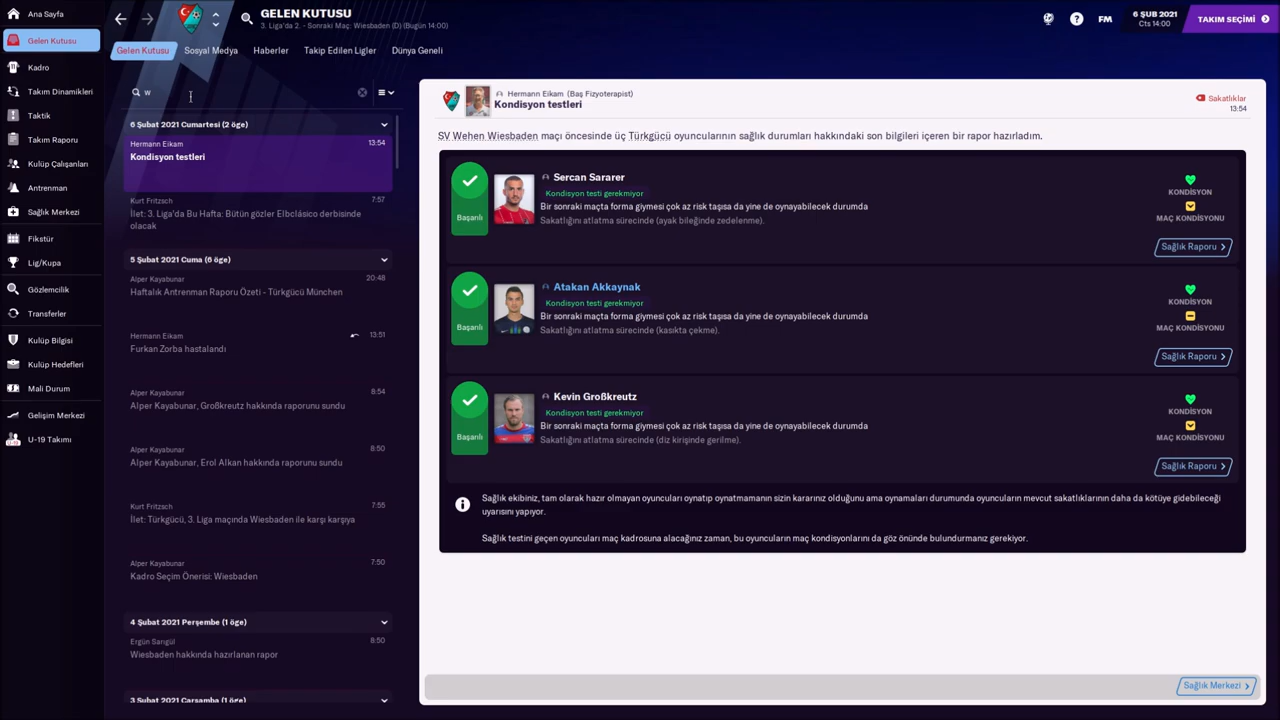 Ana Sayfa
Gelen Kutusu
Kadro
Takım Dinamikleri
Taktik
Takım Raporu
Kulüp Çalışanları
Antrenman
Sağlık Merkezi
Fikstür
Lig/Kupa
Gözlemcilik
Transferler
Kulüp Bilgisi
Kulüp Hedefleri
Mali Durum
Gelişim Merkezi
U-19 Takımı
GELEN KUTUSU
3. Liga'da 2. - Sonraki Maç: Wiesbaden (D) (Bugün 14:00)
FM
6 ŞUB 2021
Cts 14:00
TAKIM SEÇİMİ
Gelen Kutusu
Sosyal Medya
Haberler
Takip Edilen Ligler
Dünya Geneli
w
6 Şubat 2021 Cumartesi (2 öge)
Hermann Eikam 13:54
Kondisyon testleri
Kurt Fritzsch 7:57
İlet: 3. Liga'da Bu Hafta: Bütün gözler Elbclásico derbisinde
olacak
5 Şubat 2021 Cuma (6 öge)
Alper Kayabunar 20:48
Haftalık Antrenman Raporu Özeti - Türkgücü München
Hermann Eikam 13:51
Furkan Zorba hastalandı
Alper Kayabunar 8:54
Alper Kayabunar, Großkreutz hakkında raporunu sundu
Alper Kayabunar 8:50
Alper Kayabunar, Erol Alkan hakkında raporunu sundu
Kurt Fritzsch 7:55
İlet: Türkgücü, 3. Liga maçında Wiesbaden ile karşı karşıya
Alper Kayabunar 7:50
Kadro Seçim Önerisi: Wiesbaden
4 Şubat 2021 Perşembe (1 öge)
Ergün Sarıgül 8:50
Wiesbaden hakkında hazırlanan rapor
3 Şubat 2021 Çarşamba (1 öge)
Hermann Eikam (Baş Fizyoterapist)
Kondisyon testleri
Sakatlıklar
13:54
SV Wehen Wiesbaden maçı öncesinde üç Türkgücü oyuncularının sağlık durumları hakkındaki son bilgileri içeren bir rapor hazırladım.
Başarılı
Sercan Sararer
Kondisyon testi gerekmiyor
Bir sonraki maçta forma giymesi çok az risk taşısa da yine de oynayabilecek durumda
Sakatlığını atlatma sürecinde (ayak bileğinde zedelenme).
KONDİSYON
MAÇ KONDİSYONU
Sağlık Raporu
Başarılı
Atakan Akkaynak
Kondisyon testi gerekmiyor
Bir sonraki maçta forma giymesi çok az risk taşısa da yine de oynayabilecek durumda
Sakatlığını atlatma sürecinde (kasıkta çekme).
KONDİSYON
MAÇ KONDİSYONU
Sağlık Raporu
Başarılı
Kevin Großkreutz
Kondisyon testi gerekmiyor
Bir sonraki maçta forma giymesi çok az risk taşısa da yine de oynayabilecek durumda
Sakatlığını atlatma sürecinde (diz kirişinde gerilme).
KONDİSYON
MAÇ KONDİSYONU
Sağlık Raporu
Sağlık ekibiniz, tam olarak hazır olmayan oyuncuları oynatıp oynatmamanın sizin kararınız olduğunu ama oynamaları durumunda oyuncuların mevcut sakatlıklarının daha da kötüye gidebileceği
uyarısını yapıyor.
Sağlık testini geçen oyuncuları maç kadrosuna alacağınız zaman, bu oyuncuların maç kondisyonlarını da göz önünde bulundurmanız gerekiyor.
Sağlık Merkezi